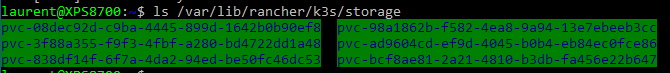 laurent@XPS8700:~$ ls /var/lib/rancher/k3s/storage
pvc-08dec92d-c9ba-4445-899d-1642b0b90ef8  pvc-98a1862b-f582-4ea8-9a94-13e7ebeeb3cc
pvc-3f88a355-f9f3-4fbf-a280-bd4722dd1a48  pvc-ad9604cd-ef9d-4045-b0b4-eb84ec0fce86
pvc-838df14f-6f7a-4da2-94ed-be50fc46dc53  pvc-bcf8ae81-2a21-4810-b3db-fa456e22b647
laurent@XPS8700:~$